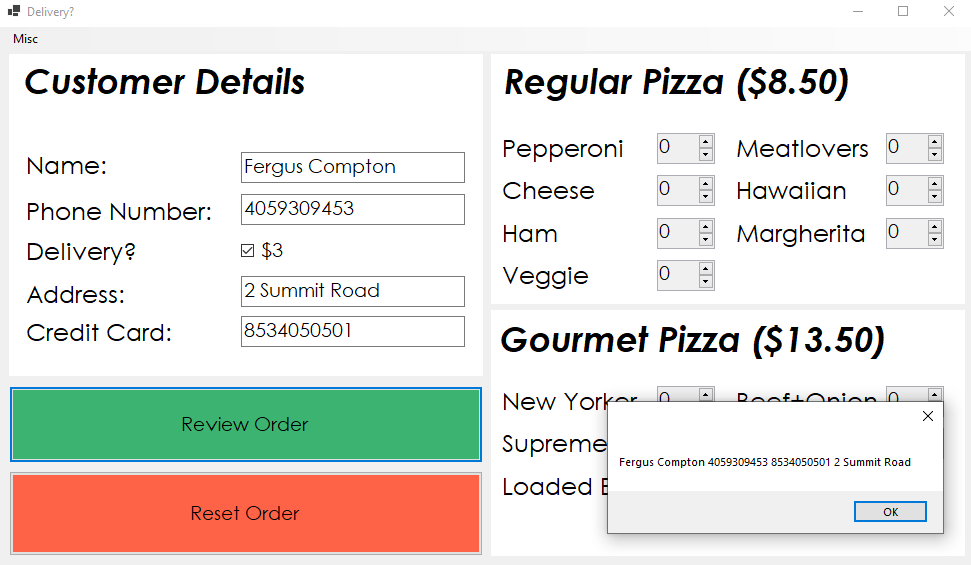 Delivery?
Misc
Customer Details
Name: Fergus Compton
Phone Number: 4059309453
Delivery? $3
Address: 2 Summit Road
Credit Card: 8534050501
Review Order
Reset Order
Regular Pizza ($8.50)
Pepperoni 0 Meatlovers 0
Cheese 0 Hawaiian 0
Ham 0 Margherita 0
Veggie 0
Gourmet Pizza ($13.50)
New Yorker 0 Beef+Onion 0
Supreme
Loaded
Fergus Compton 4059309453 8534050501 2 Summit Road
OK